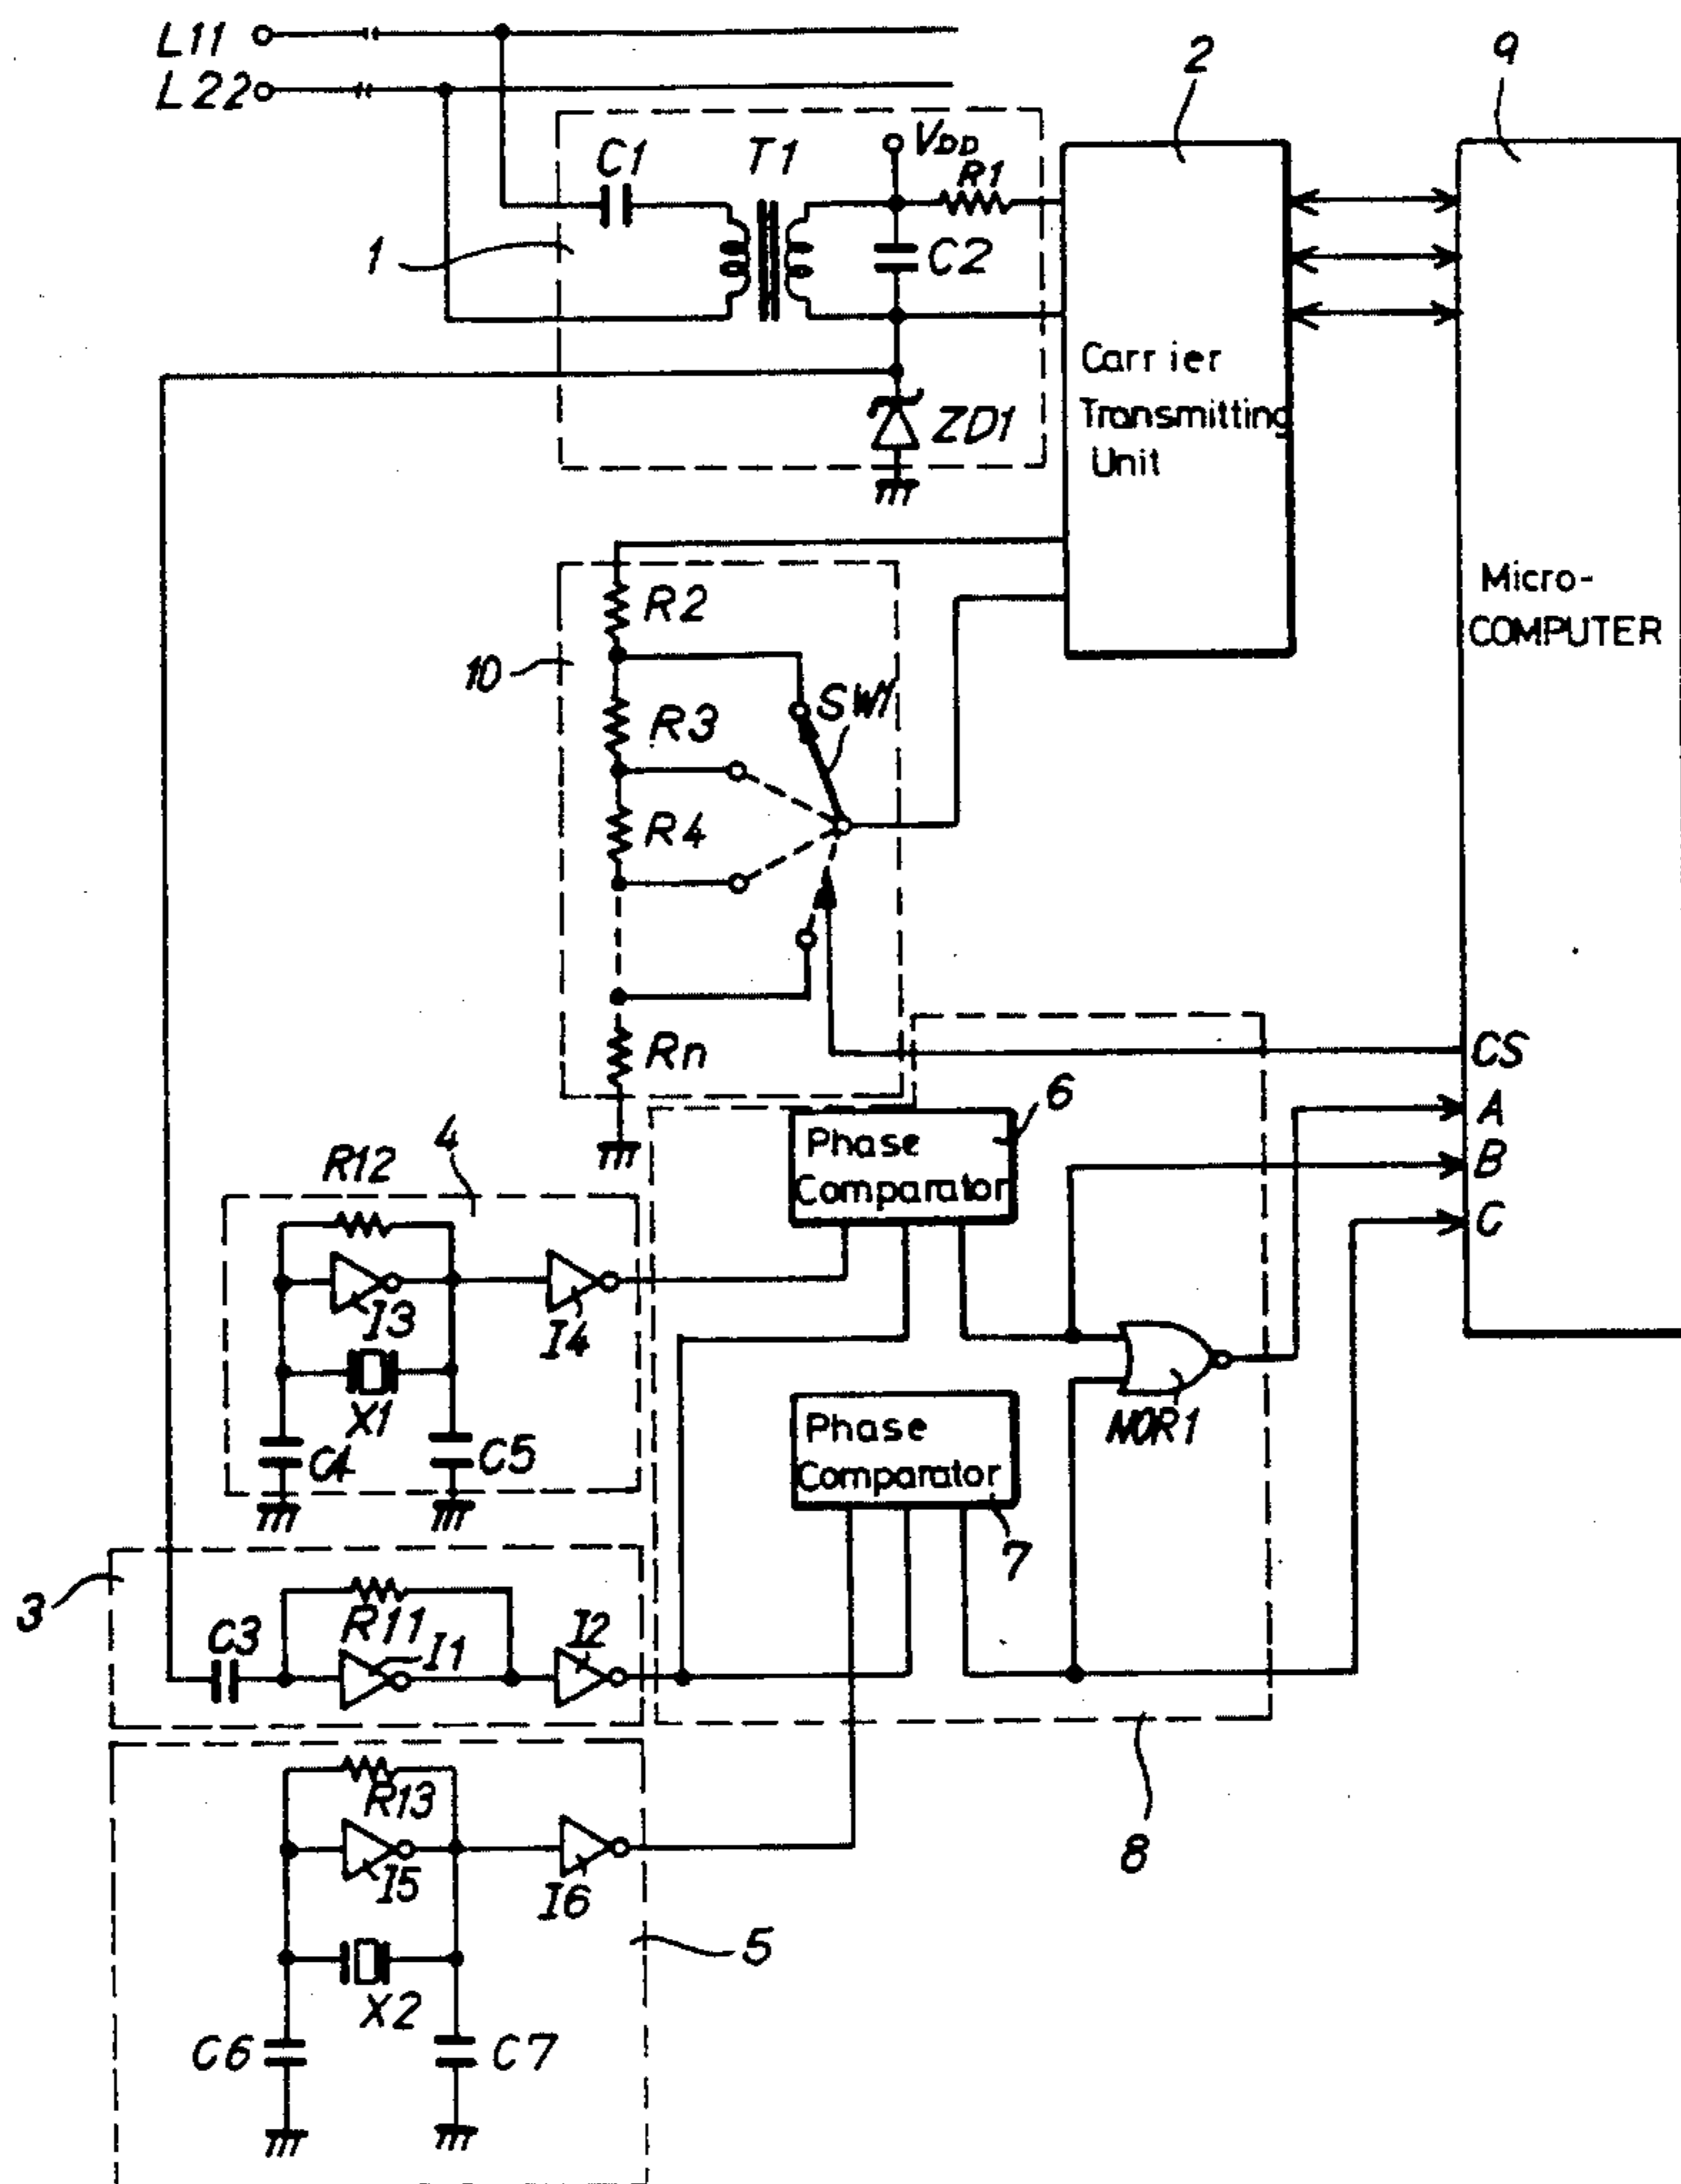 L11
L22
2
9
C1
T1
VDD
R1
1
C2
ZD1
Carrier
Transmitting
Unit
R2
10
R3
SW1
R4
Rn
Micro-
COMPUTER
CS
A
B
C
6
Phase
Comparator
4
R12
I3
I4
X1
C4
C5
NOR1
Phase
Comparator
7
3
C3
R11
I1
I2
8
R13
I5
I6
5
X2
C6
C7